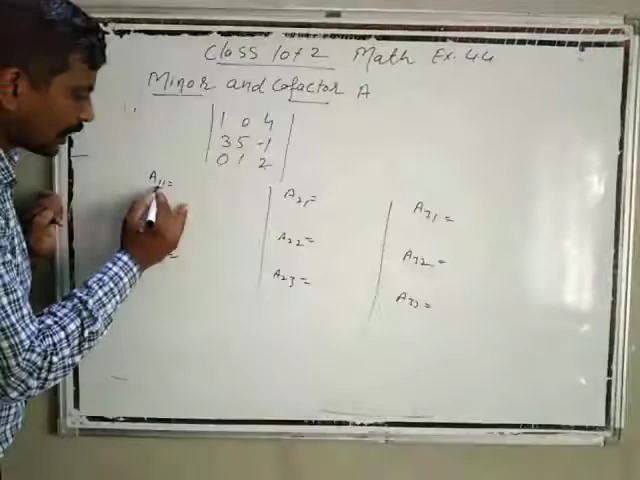 Class 10+2 Math Ex. 4.4
Minor and Cofactor A
1 0 4
3 5 -1
0 1 2
A11=
A21=
A22=
A23=
A31=
A32=
A33=